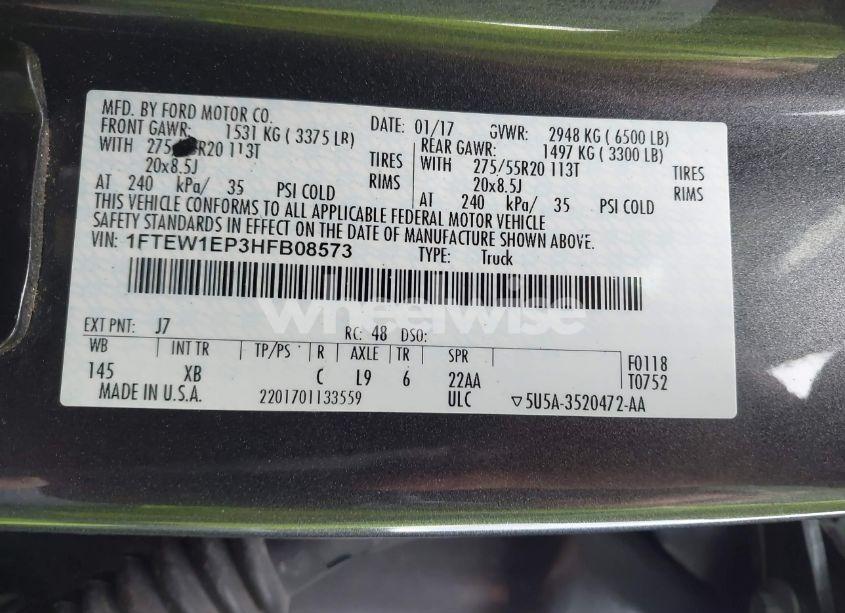 MFD. BY FORD MOTOR CO. DATE: 01/17 GVWR: 2948 KG ( 6500 LB)
FRONT GAWR: 1531 KG ( 3375 LB) REAR GAWR: 1497 KG ( 3300 LB)
WITH 275/ R20 113T TIRES WITH 275/55R20 113T TIRES
20x8.5J RIMS 20x8.5J RIMS
AT 240 kPa/ 35 PSI COLD AT 240 kPa/ 35 PSI COLD
THIS VEHICLE CONFORMS TO ALL APPLICABLE FEDERAL MOTOR VEHICLE
SAFETY STANDARDS IN EFFECT ON THE DATE OF MANUFACTURE SHOWN ABOVE.
VIN: 1FTEW1EP3HFB08573 TYPE: Truck
wheelwise
EXT PNT: J7 RC: 48 DSO:
WB INT TR TP/PS R AXLE TR SPR F0118
145 XB C L9 6 22AA T0752
MADE IN U.S.A. 2201701133559 ULC ▽5U5A-3520472-AA